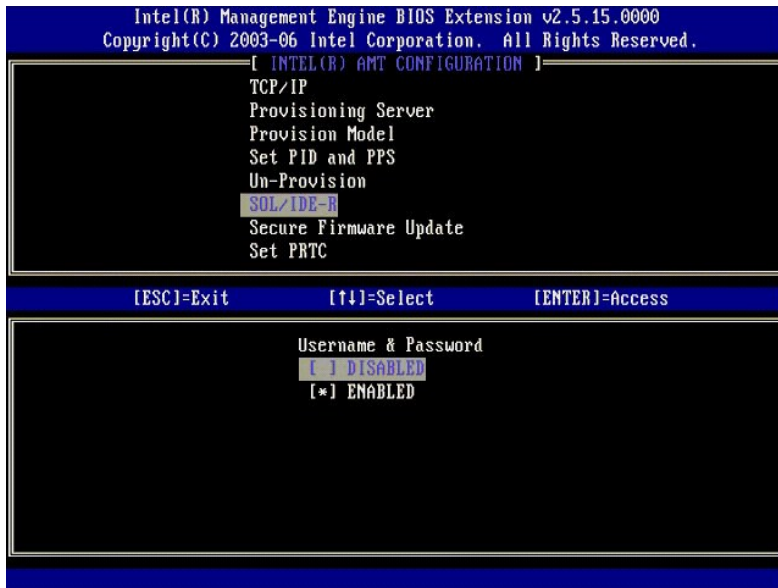 Intel(R) Management Engine BIOS Extension v2.5.15.0000
Copyright(C) 2003-06 Intel Corporation. All Rights Reserved.
[ INTEL(R) AMT CONFIGURATION ]
TCP/IP
Provisioning Server
Provision Model
Set PID and PPS
Un-Provision
SOL/IDE-R
Secure Firmware Update
Set PRTC
[ESC]=Exit [↑↓]=Select [ENTER]=Access
Username & Password
[ ] DISABLED
[*] ENABLED